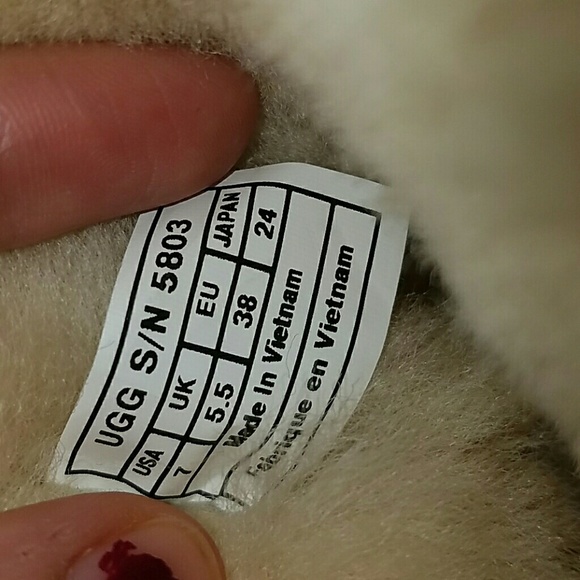 UGG S/N 5803
USA UK EU JAPAN
7 5.5 38 24
Made In Vietnam
Fabrique en Vietnam